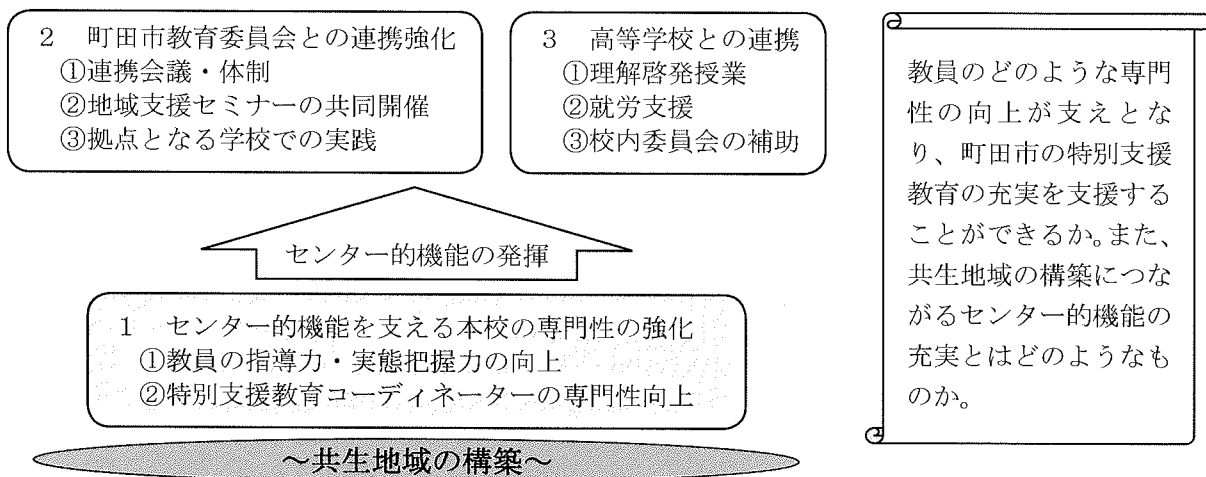 2　町田市教育委員会との連携強化
①連携会議・体制
②地域支援セミナーの共同開催
③拠点となる学校での実践
3　高等学校との連携
①理解啓発授業
②就労支援
③校内委員会の補助
センター的機能の発揮
1　センター的機能を支える本校の専門性の強化
①教員の指導力・実態把握力の向上
②特別支援教育コーディネーターの専門性向上
～共生地域の構築～
教員のどのような専門
性の向上が支えとな
り、町田市の特別支援
教育の充実を支援する
ことができるか。また、
共生地域の構築につな
がるセンター的機能の
充実とはどのようなも
のか。